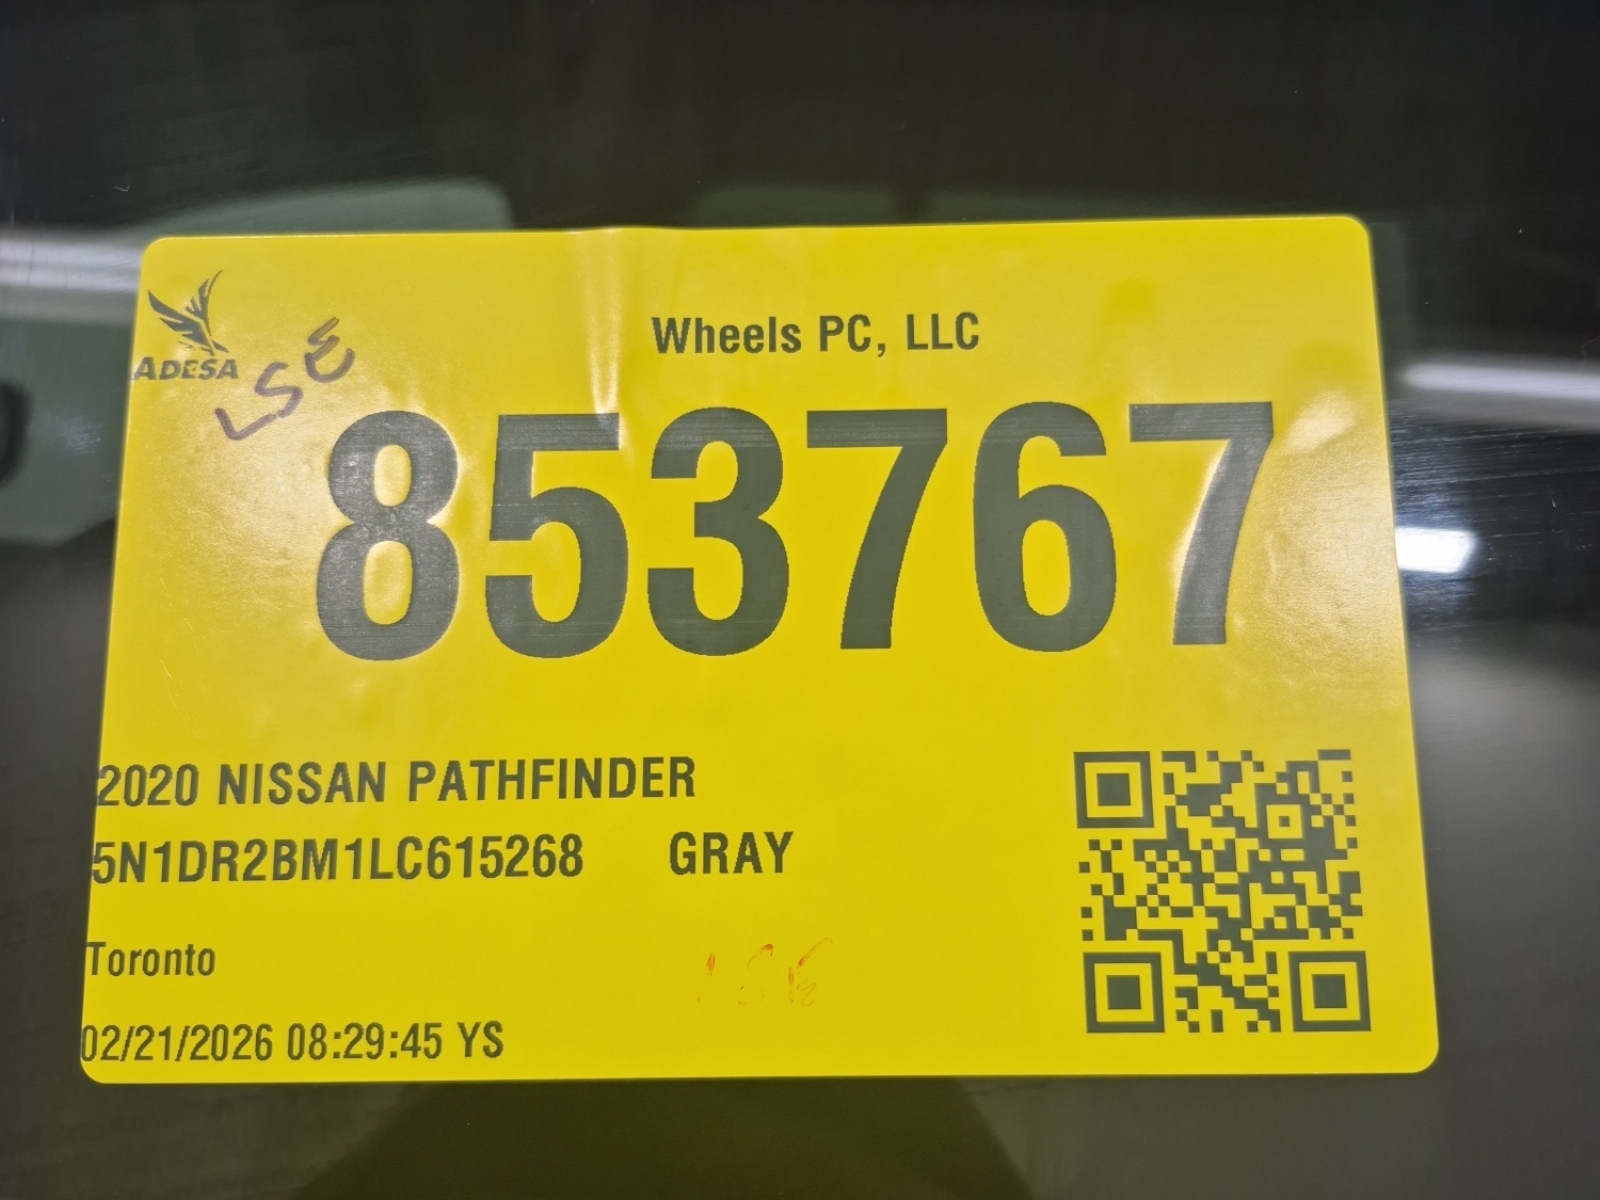 ADESA
LSE
Wheels PC, LLC
853767
2020 NISSAN PATHFINDER
5N1DR2BM1LC615268 GRAY
Toronto
LSE
02/21/2026 08:29:45 YS